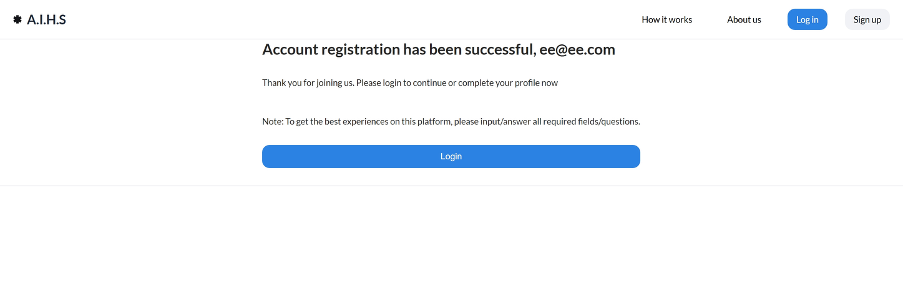 A.I.H.S
How it works
About us
Log in
Sign up
Account registration has been successful, ee@ee.com
Thank you for joining us. Please login to continue or complete your profile now
Note: To get the best experiences on this platform, please input/answer all required fields/questions.
Login